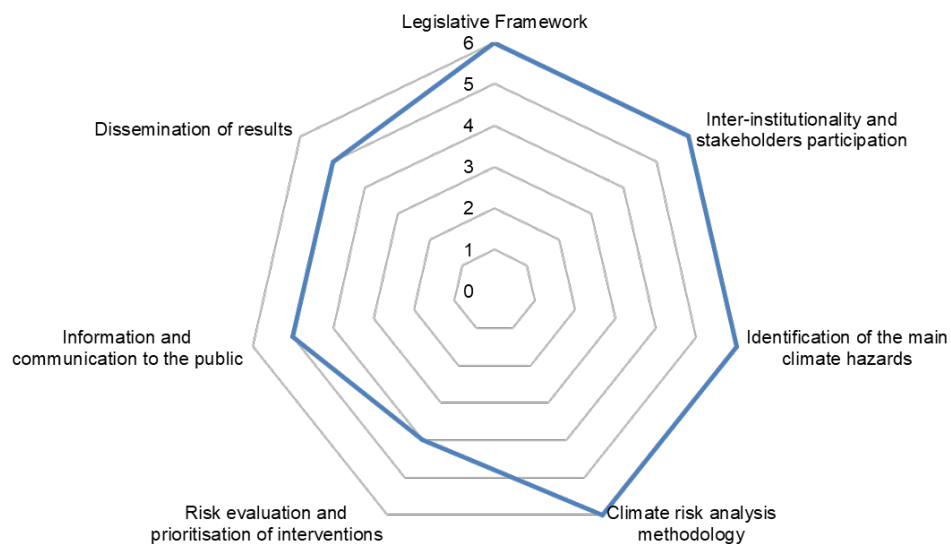 Legislative Framework
6
5
4
3
2
1
0
Inter-institutionality and
stakeholders participation
Identification of the main
climate hazards
Climate risk analysis
methodology
Risk evaluation and
prioritisation of interventions
Information and
communication to the public
Dissemination of results